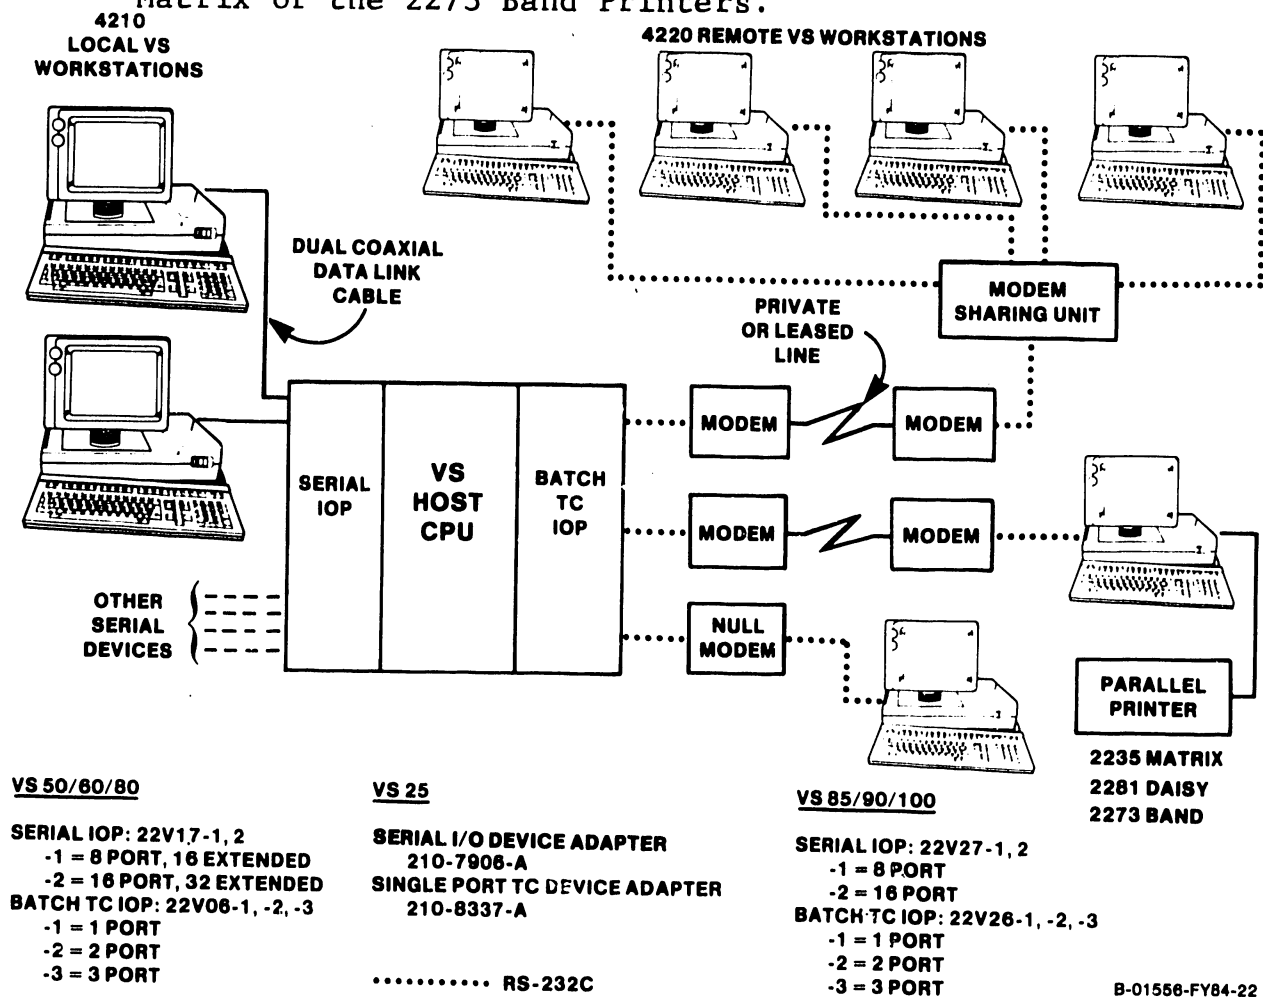 Matrix or the 2273 Band Printers.
4210
LOCAL VS
WORKSTATIONS
4220 REMOTE VS WORKSTATIONS
DUAL COAXIAL
DATA LINK
CABLE
PRIVATE
OR LEASED
LINE
MODEM
SHARING UNIT
MODEM
MODEM
SERIAL
IOP
VS
HOST
CPU
BATCH
TC
IOP
MODEM
MODEM
OTHER
SERIAL
DEVICES
NULL
MODEM
PARALLEL
PRINTER
2235 MATRIX
2281 DAISY
2273 BAND
VS 50/60/80
SERIAL IOP: 22V17-1, 2
-1 = 8 PORT, 16 EXTENDED
-2 = 16 PORT, 32 EXTENDED
BATCH TC IOP: 22V06-1, -2, -3
-1 = 1 PORT
-2 = 2 PORT
-3 = 3 PORT
VS 25
SERIAL I/O DEVICE ADAPTER
210-7906-A
SINGLE PORT TC DEVICE ADAPTER
210-8337-A
RS-232C
VS 85/90/100
SERIAL IOP: 22V27-1, 2
-1 = 8 PORT
-2 = 16 PORT
BATCH TC IOP: 22V26-1, -2, -3
-1 = 1 PORT
-2 = 2 PORT
-3 = 3 PORT
B-01556-FY84-22